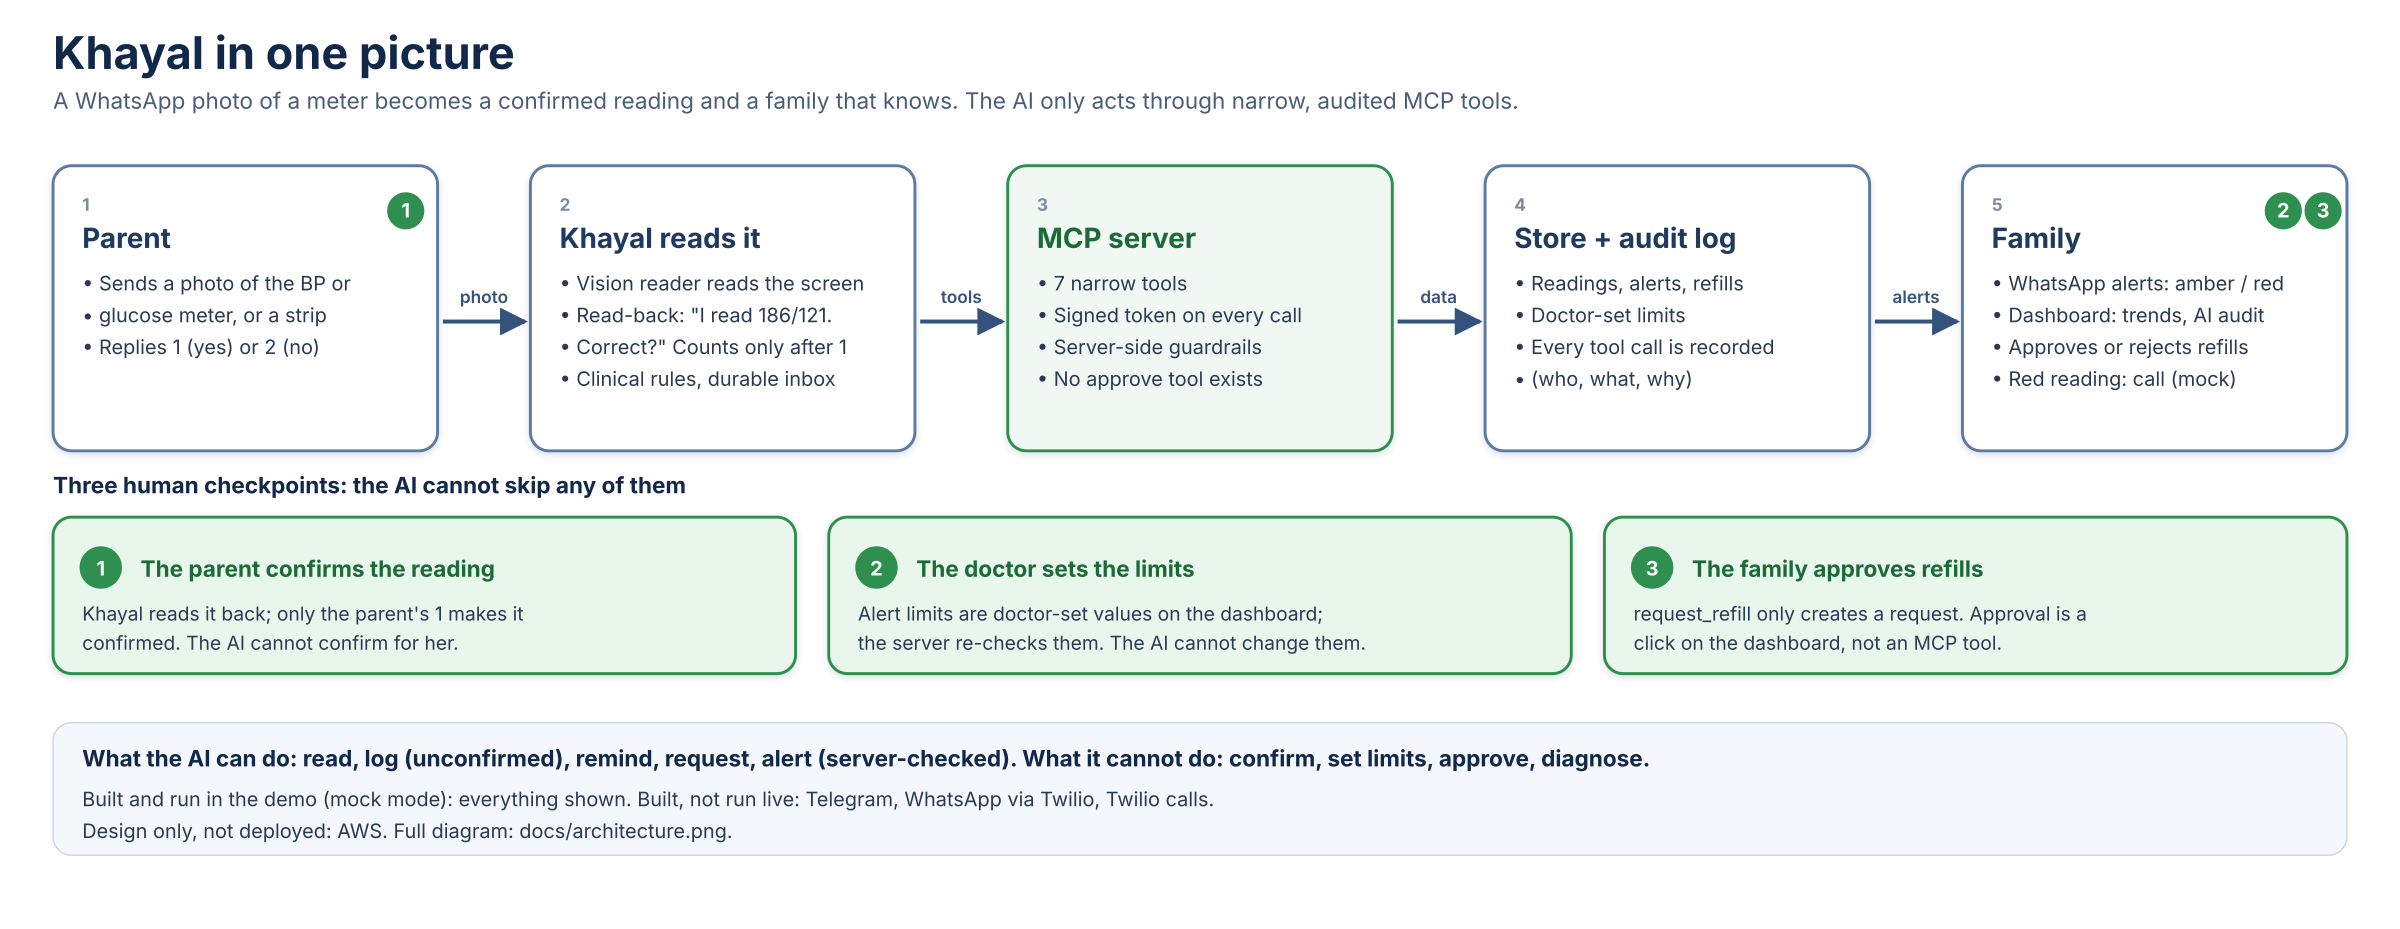 Khayal in one picture
A WhatsApp photo of a meter becomes a confirmed reading and a family that knows. The AI only acts through narrow, audited MCP tools.
1
1
Parent
• Sends a photo of the BP or
• glucose meter, or a strip
• Replies 1 (yes) or 2 (no)
photo
2
Khayal reads it
• Vision reader reads the screen
• Read-back: "I read 186/121.
• Correct?" Counts only after 1
• Clinical rules, durable inbox
tools
3
MCP server
• 7 narrow tools
• Signed token on every call
• Server-side guardrails
• No approve tool exists
data
4
Store + audit log
• Readings, alerts, refills
• Doctor-set limits
• Every tool call is recorded
• (who, what, why)
alerts
5
2 3
Family
• WhatsApp alerts: amber / red
• Dashboard: trends, AI audit
• Approves or rejects refills
• Red reading: call (mock)
Three human checkpoints: the AI cannot skip any of them
1 The parent confirms the reading
Khayal reads it back; only the parent's 1 makes it
confirmed. The AI cannot confirm for her.
2 The doctor sets the limits
Alert limits are doctor-set values on the dashboard;
the server re-checks them. The AI cannot change them.
3 The family approves refills
request_refill only creates a request. Approval is a
click on the dashboard, not an MCP tool.
What the AI can do: read, log (unconfirmed), remind, request, alert (server-checked). What it cannot do: confirm, set limits, approve, diagnose.
Built and run in the demo (mock mode): everything shown. Built, not run live: Telegram, WhatsApp via Twilio, Twilio calls.
Design only, not deployed: AWS. Full diagram: docs/architecture.png.